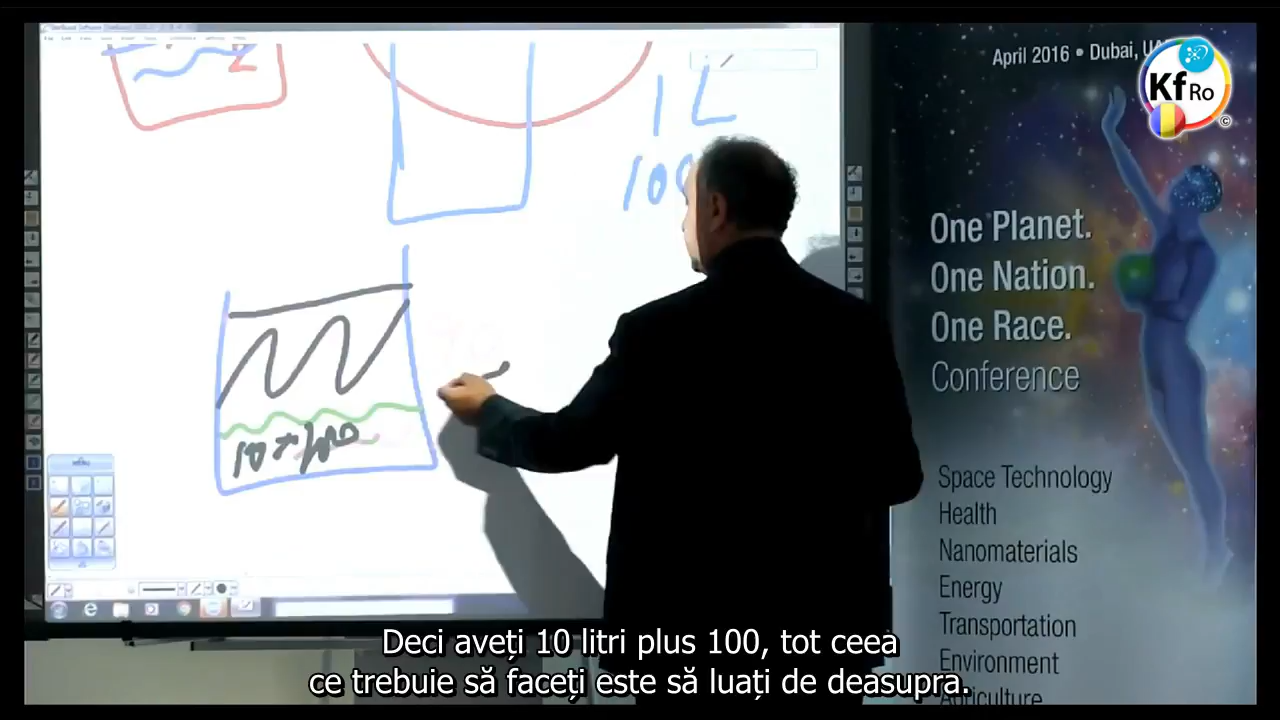 April 2016 • Dubai,
Kf Ro
©
1 L
100
One Planet.
One Nation.
One Race.
Conference
10 + 100
Space Technology
Health
Nanomaterials
Energy
Transportation
Environment
Agriculture
Deci aveți 10 litri plus 100, tot ceea
ce trebuie să faceți este să luați de deasupra.